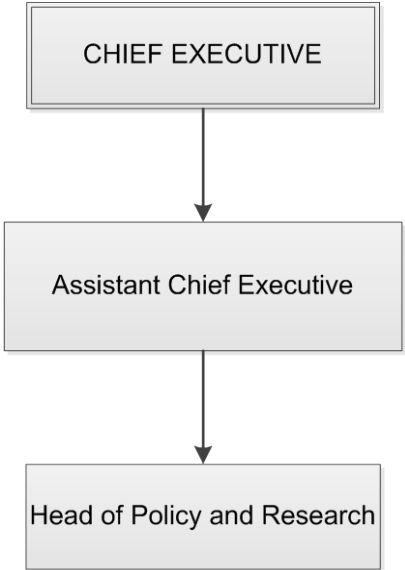 CHIEF EXECUTIVE
Assistant Chief Executive
Head of Policy and Research